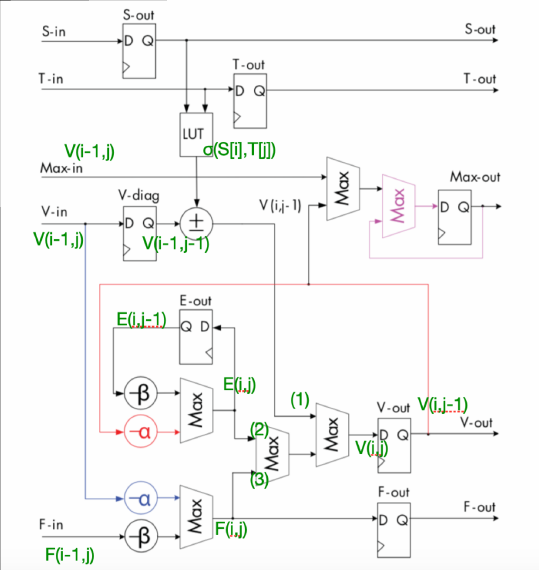 S-out
S-in
D Q
S-out
T-out
T-in
D Q
T-out
LUT
σ(S[i],T[j])
V(i-1,j)
Max-in
Max
Max-out
V(i,j-1)
Max
D Q
V-diag
V-in
D Q
±
V(i-1,j)
V(i-1,j-1)
E-out
E(i,j-1)
Q D
-β
E(i,j)
Max
(1)
-α
V-out
V(i,j-1)
V-out
(2)
Max
D Q
Max
V(i,j)
(3)
-α
F-out
Max
F-in
-β
F(i,j)
D Q
F-out
F(i-1,j)